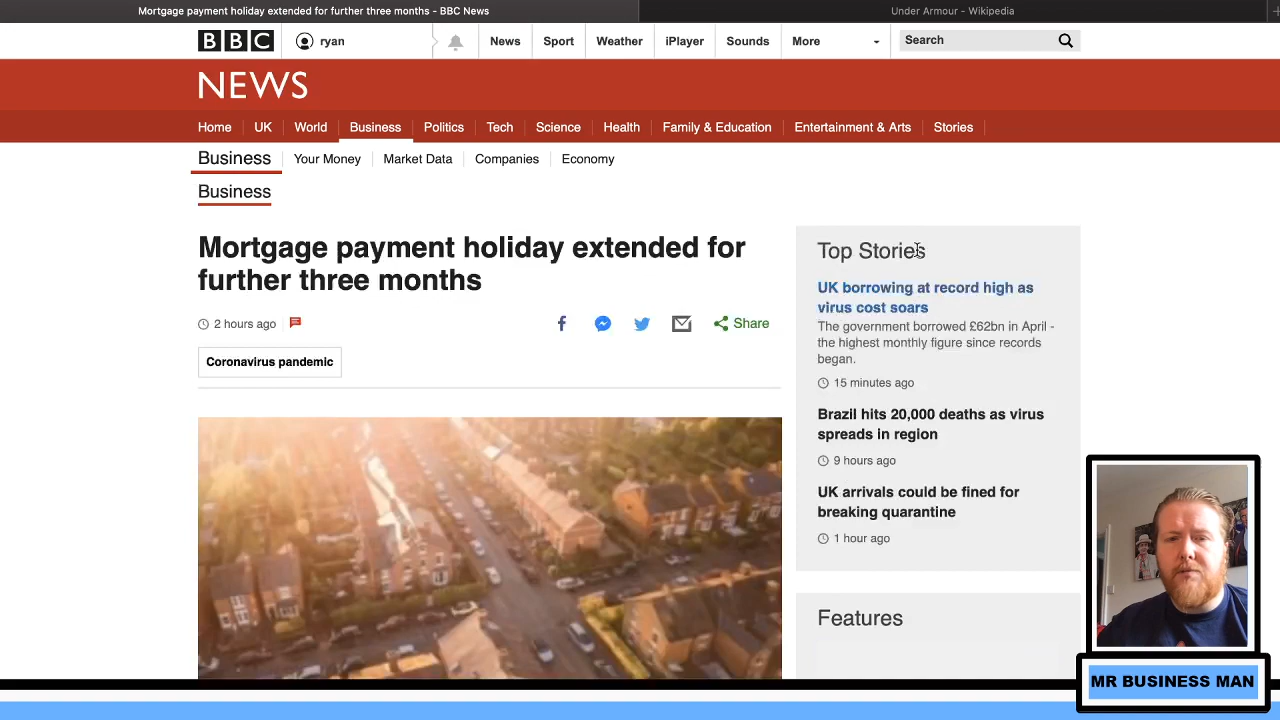 Mortgage payment holiday extended for further three months - BBC News
Under Armour - Wikipedia
BBC
ryan
News
Sport
Weather
iPlayer
Sounds
More
Search
NEWS
Home
UK
World
Business
Politics
Tech
Science
Health
Family & Education
Entertainment & Arts
Stories
Business
Your Money
Market Data
Companies
Economy
Business
Mortgage payment holiday extended for
further three months
2 hours ago
Share
Coronavirus pandemic
Top Stories
UK borrowing at record high as
virus cost soars
The government borrowed £62bn in April -
the highest monthly figure since records
began.
15 minutes ago
Brazil hits 20,000 deaths as virus
spreads in region
9 hours ago
UK arrivals could be fined for
breaking quarantine
1 hour ago
Features
MR BUSINESS MAN